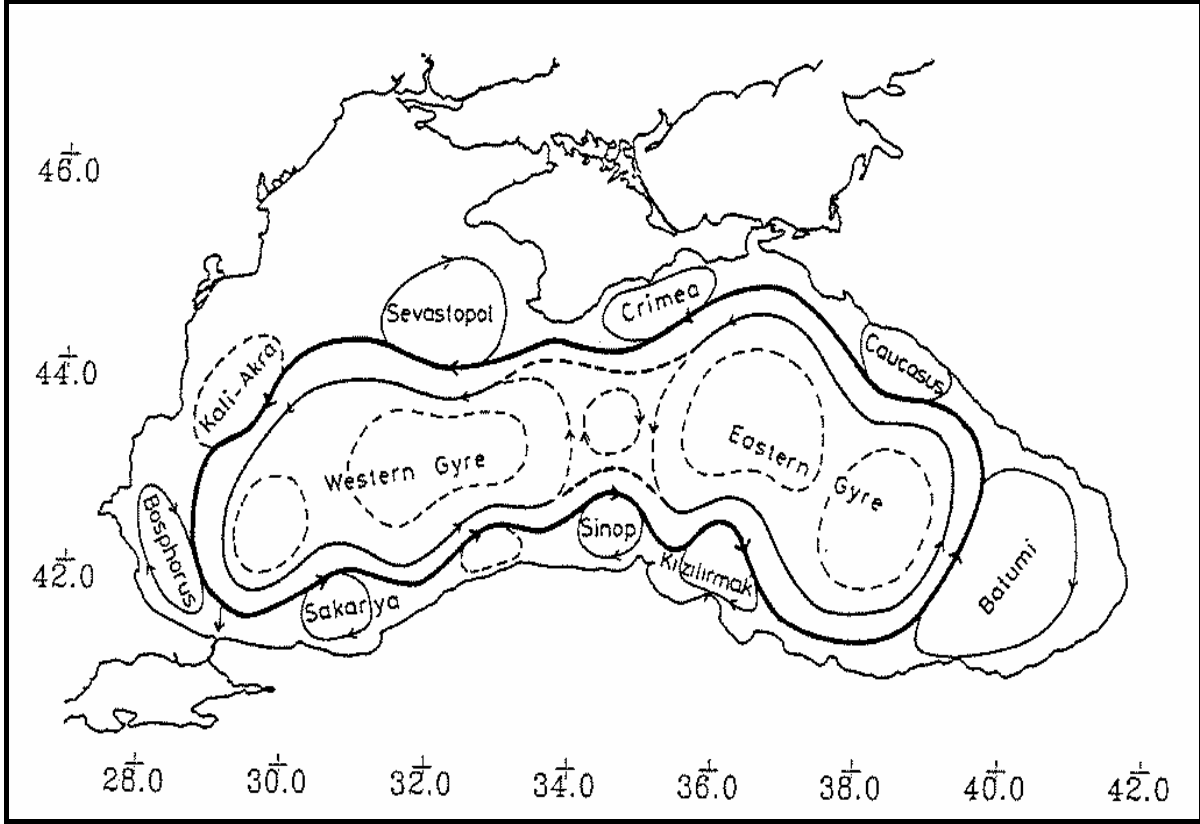 46.0
Sevastopol
Crimea
44.0
Kali-Akra
Caucasus
Western Gyre
Eastern
Gyre
Bosphorus
Sinop
42.0
Kızılırmak
Batumi
Sakarya
28.0 30.0 32.0 34.0 36.0 38.0 40.0 42.0